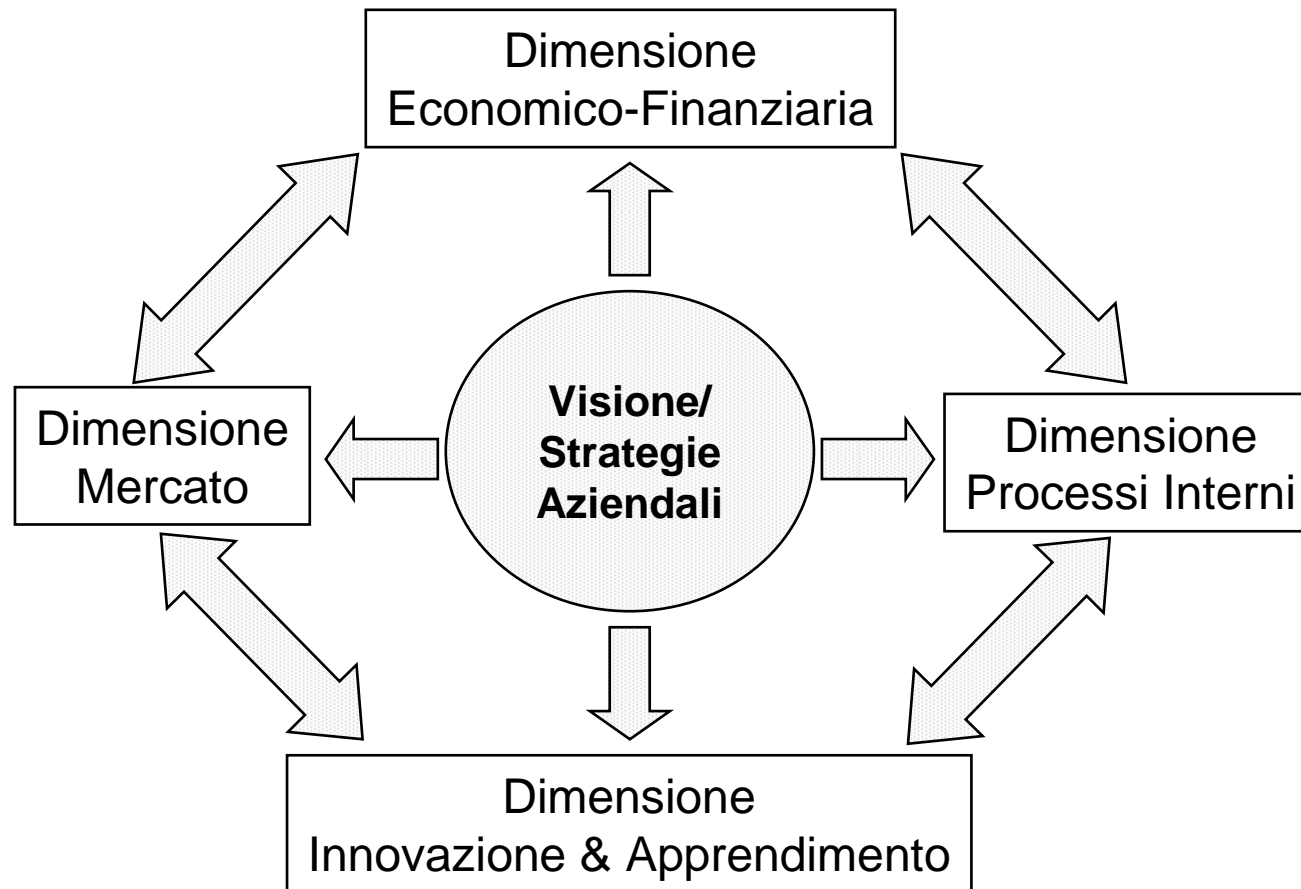 Dimensione
Economico-Finanziaria
Dimensione
Mercato
Visione/
Strategie
Aziendali
Dimensione
Processi Interni
Dimensione
Innovazione & Apprendimento